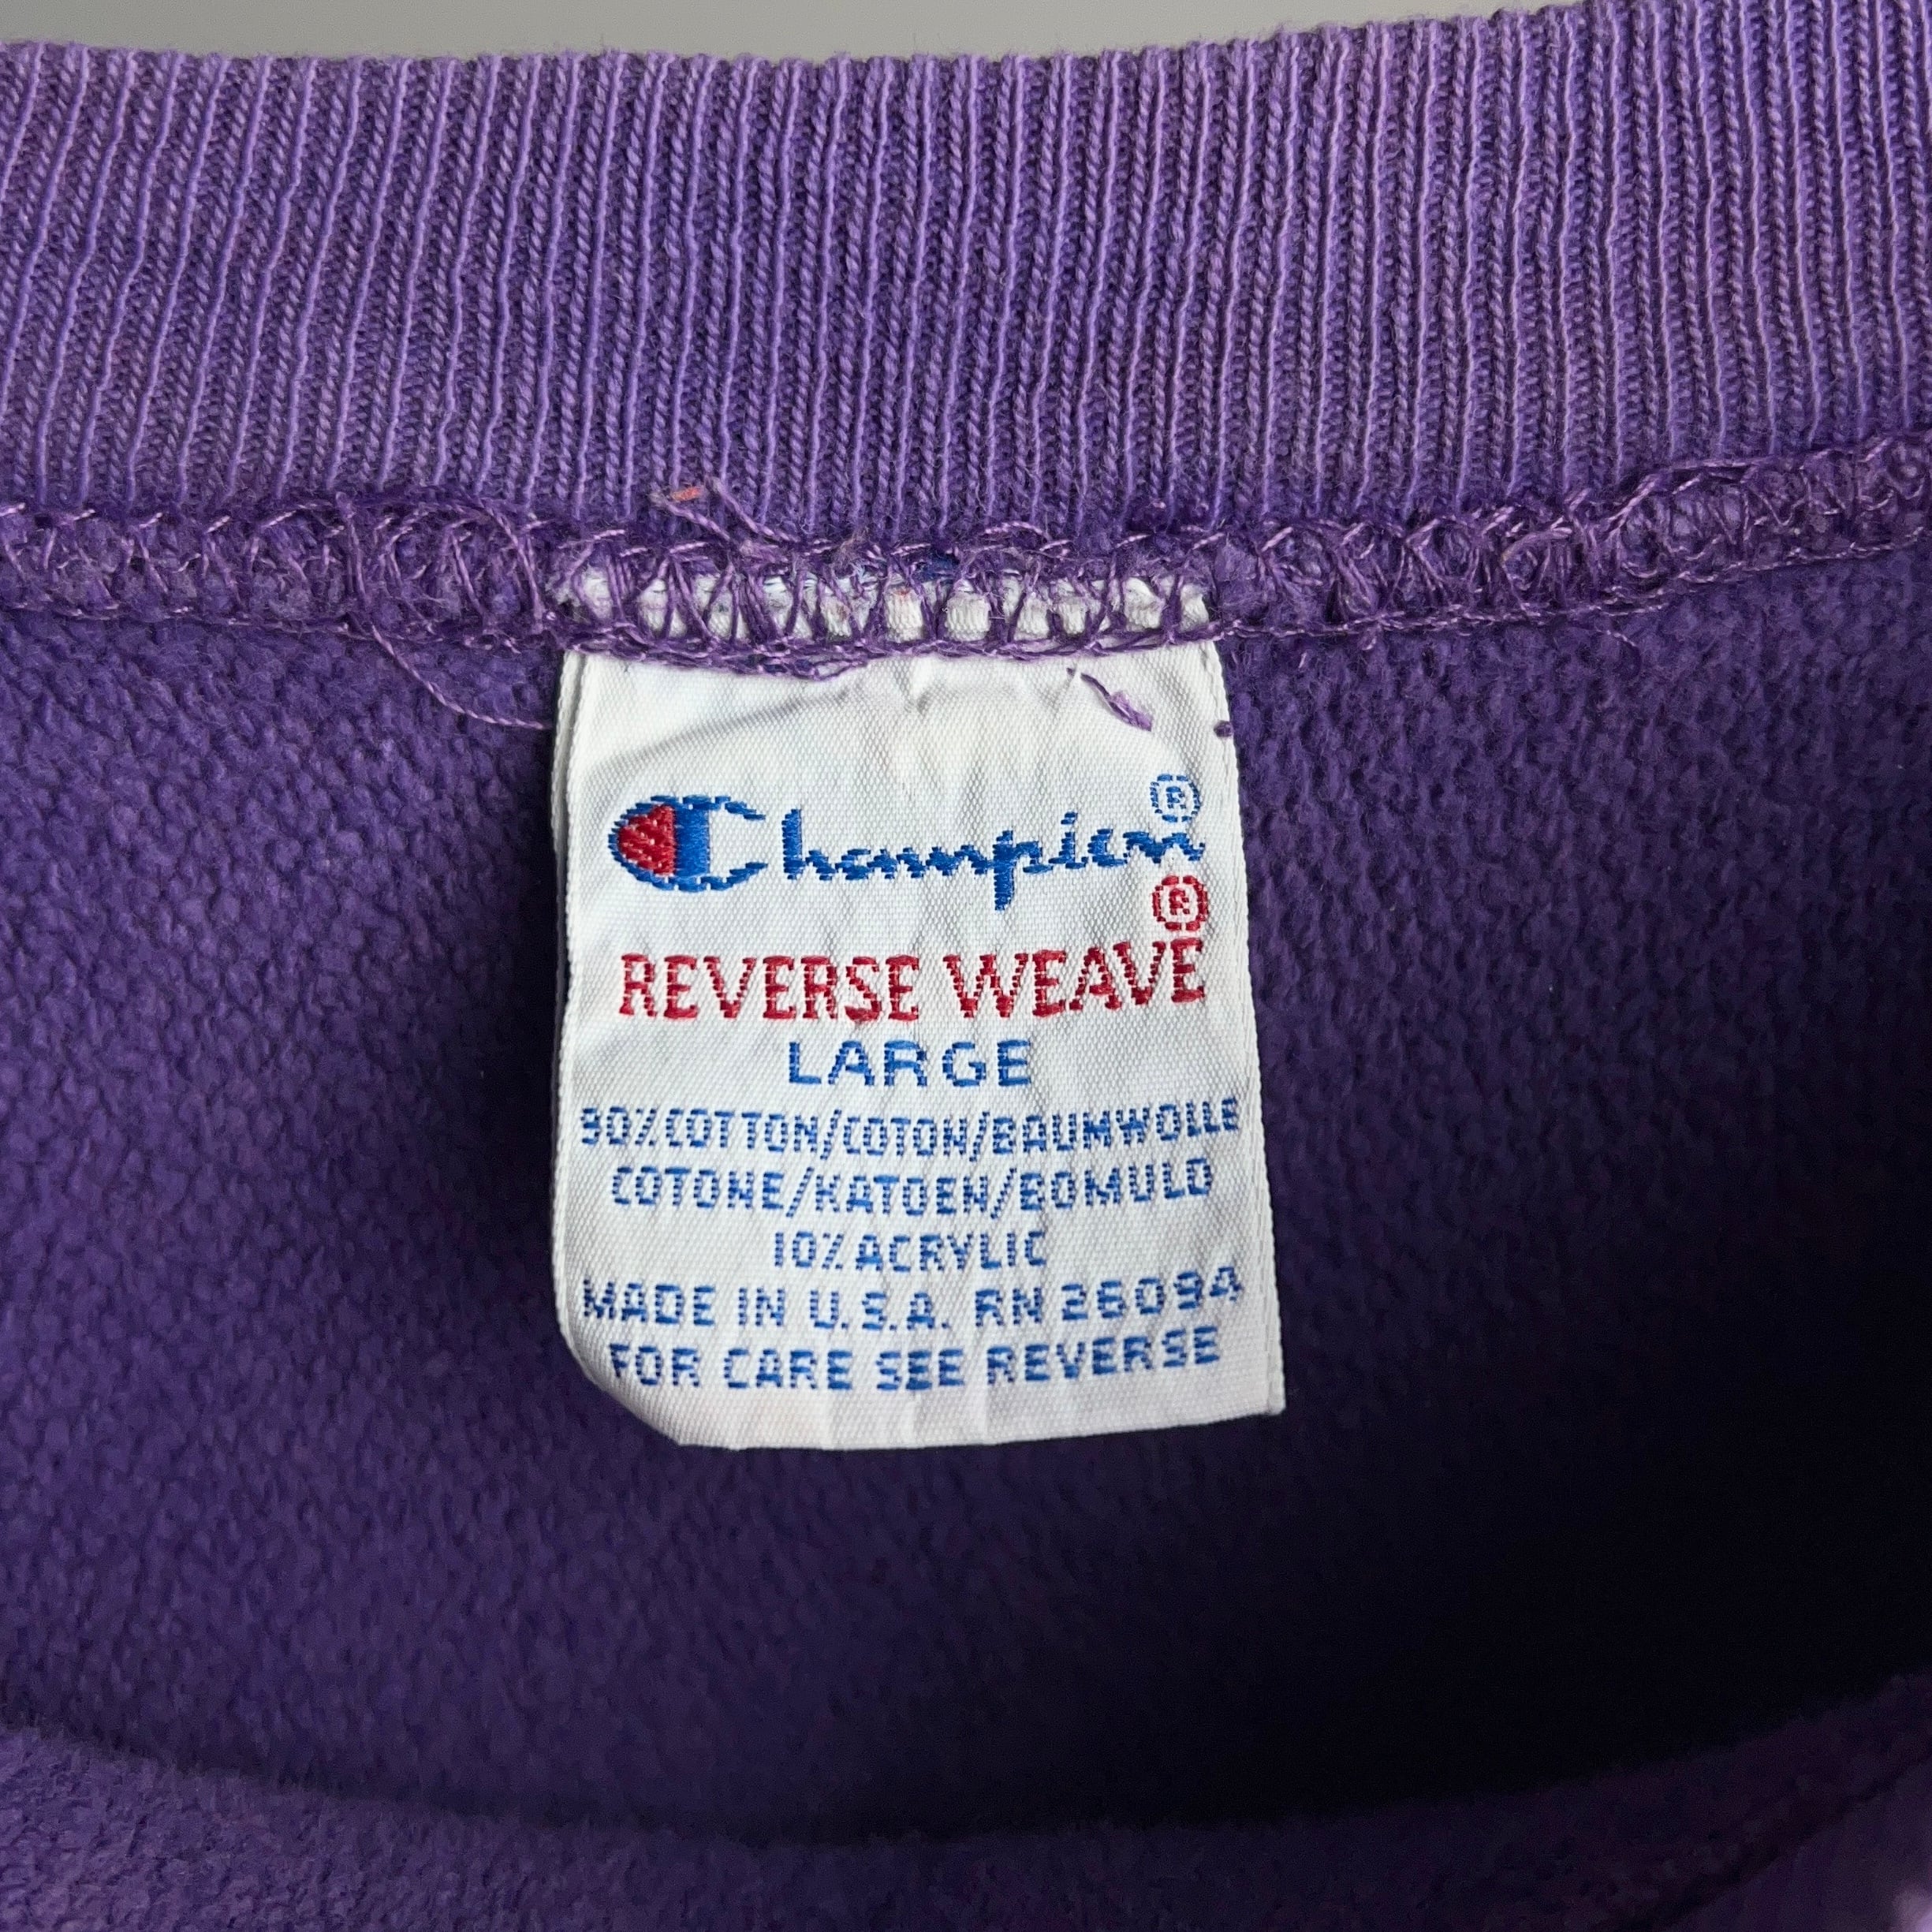 Champion®
REVERSE WEAVE®
LARGE
90% COTTON/COTON/BAUMWOLLE
COTONE/KATOEN/BOMULD
10% ACRYLIC
MADE IN U.S.A. RN 26094
FOR CARE SEE REVERSE